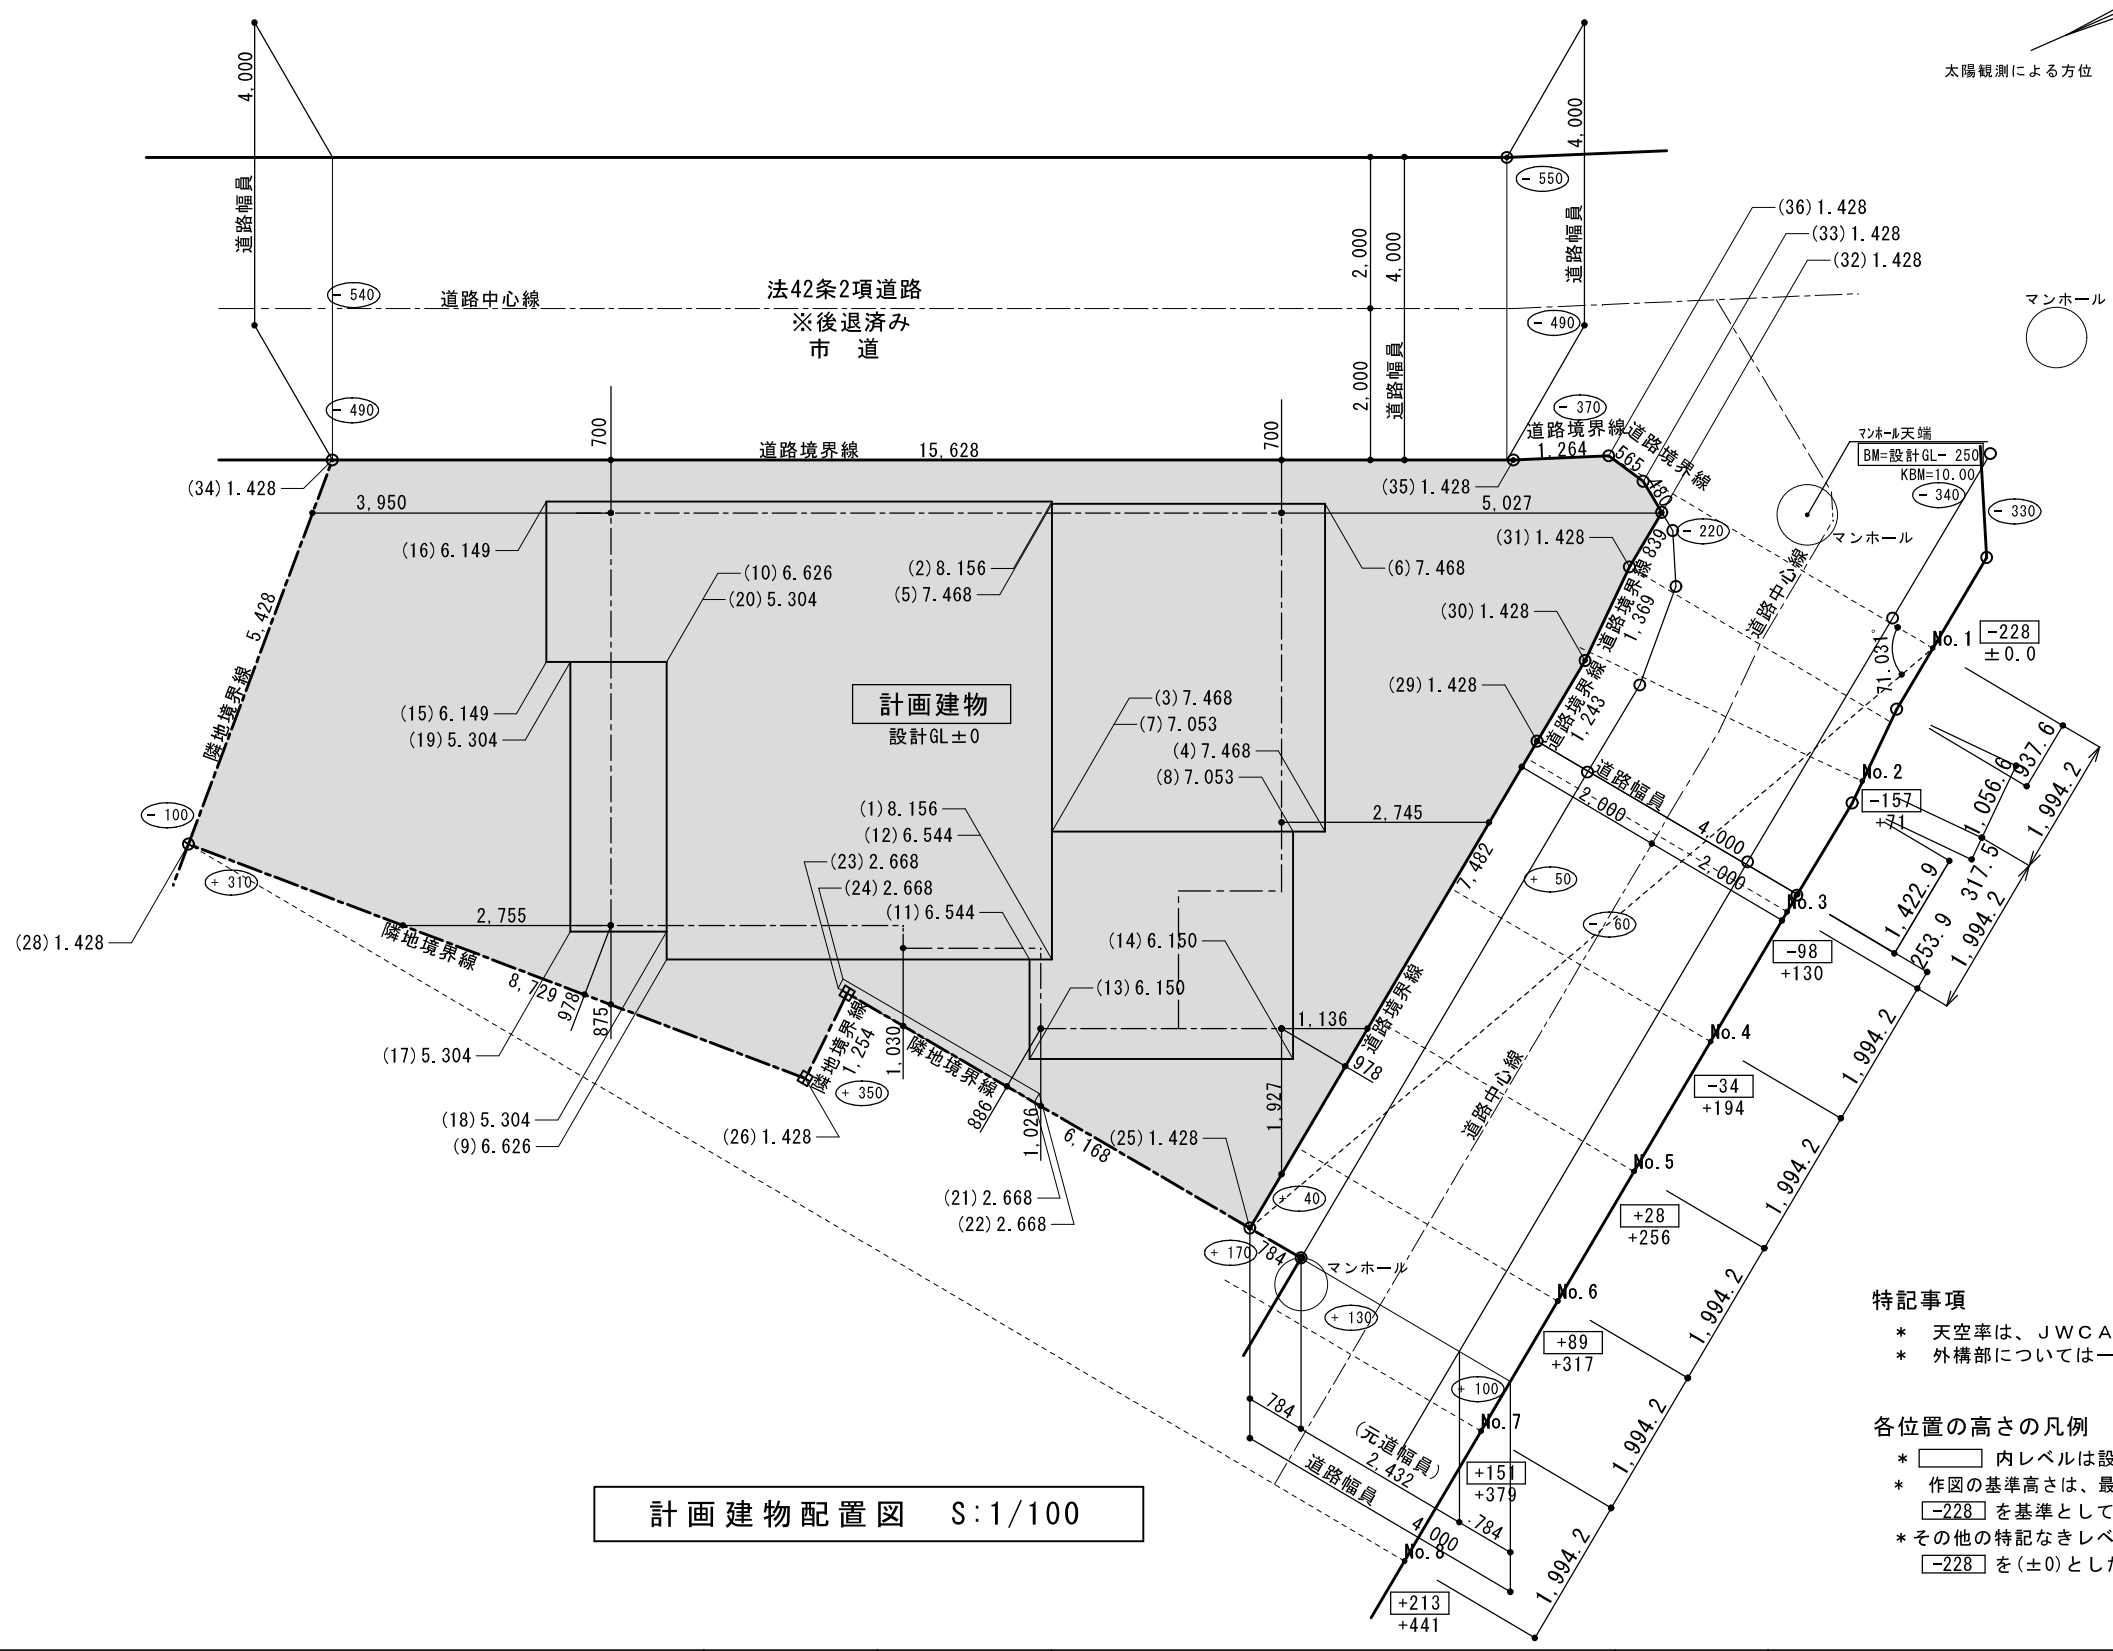 太陽観測による方位
4,000
道路幅員
4,000
道路幅員
- 550
(36)1.428
(33)1.428
(32)1.428
2,000
4,000
2,000
道路幅員
- 540
道路中心線
法42条2項道路
※後退済み
市 道
- 490
マンホール
- 490
700
700
道路境界線
15,628
- 370
道路境界線
1,264
道路境界線
565
480
マンホール天端
BM=設計GL- 250
KBM=10.00
- 340
- 330
(34)1.428
(35)1.428
3,950
5,027
(16)6.149
(2)8.156
(5)7.468
(6)7.468
(31)1.428
839
- 220
マンホール
(10)6.626
(20)5.304
(30)1.428
道路境界線
1,369
道路中心線
5,428
隣地境界線
No.1
-228
±0.0
71.031°
計画建物
設計GL±0
(3)7.468
(7)7.053
(4)7.468
(8)7.053
(29)1.428
道路境界線
1,243
(15)6.149
(19)5.304
道路幅員
2,000
4,000
2,000
No.2
-157
+71
937.6
1,056.6
1,994.2
317.5
1,422.9
253.9
1,994.2
- 100
(1)8.156
(12)6.544
2,745
(23)2.668
(24)2.668
(11)6.544
7,482
+ 50
- 60
+ 310
2,755
(28)1.428
隣地境界線
8,729
No.3
-98
+130
(14)6.150
(13)6.150
道路境界線
978
875
隣地境界線
1,254
1,030
隣地境界線
1,136
978
No.4
-34
+194
1,994.2
(17)5.304
+ 350
886
1,026
1,927
道路中心線
(18)5.304
(9)6.626
(26)1.428
6,168
(25)1.428
No.5
+28
+256
1,994.2
(21)2.668
(22)2.668
+ 40
+ 170
784
マンホール
+ 130
No.6
+89
+317
1,994.2
特記事項
* 天空率は、JWCA
* 外構部については一
+ 100
784
(元道幅員)
2,432
784
道路幅員
4,000
No.7
+151
+379
1,994.2
各位置の高さの凡例
* 内レベルは設
* 作図の基準高さは、最
-228 を基準として
*その他の特記なきレベ
-228 を(±0)とした
計画建物配置図 S:1/100
No.8
+213
+441
1,994.2